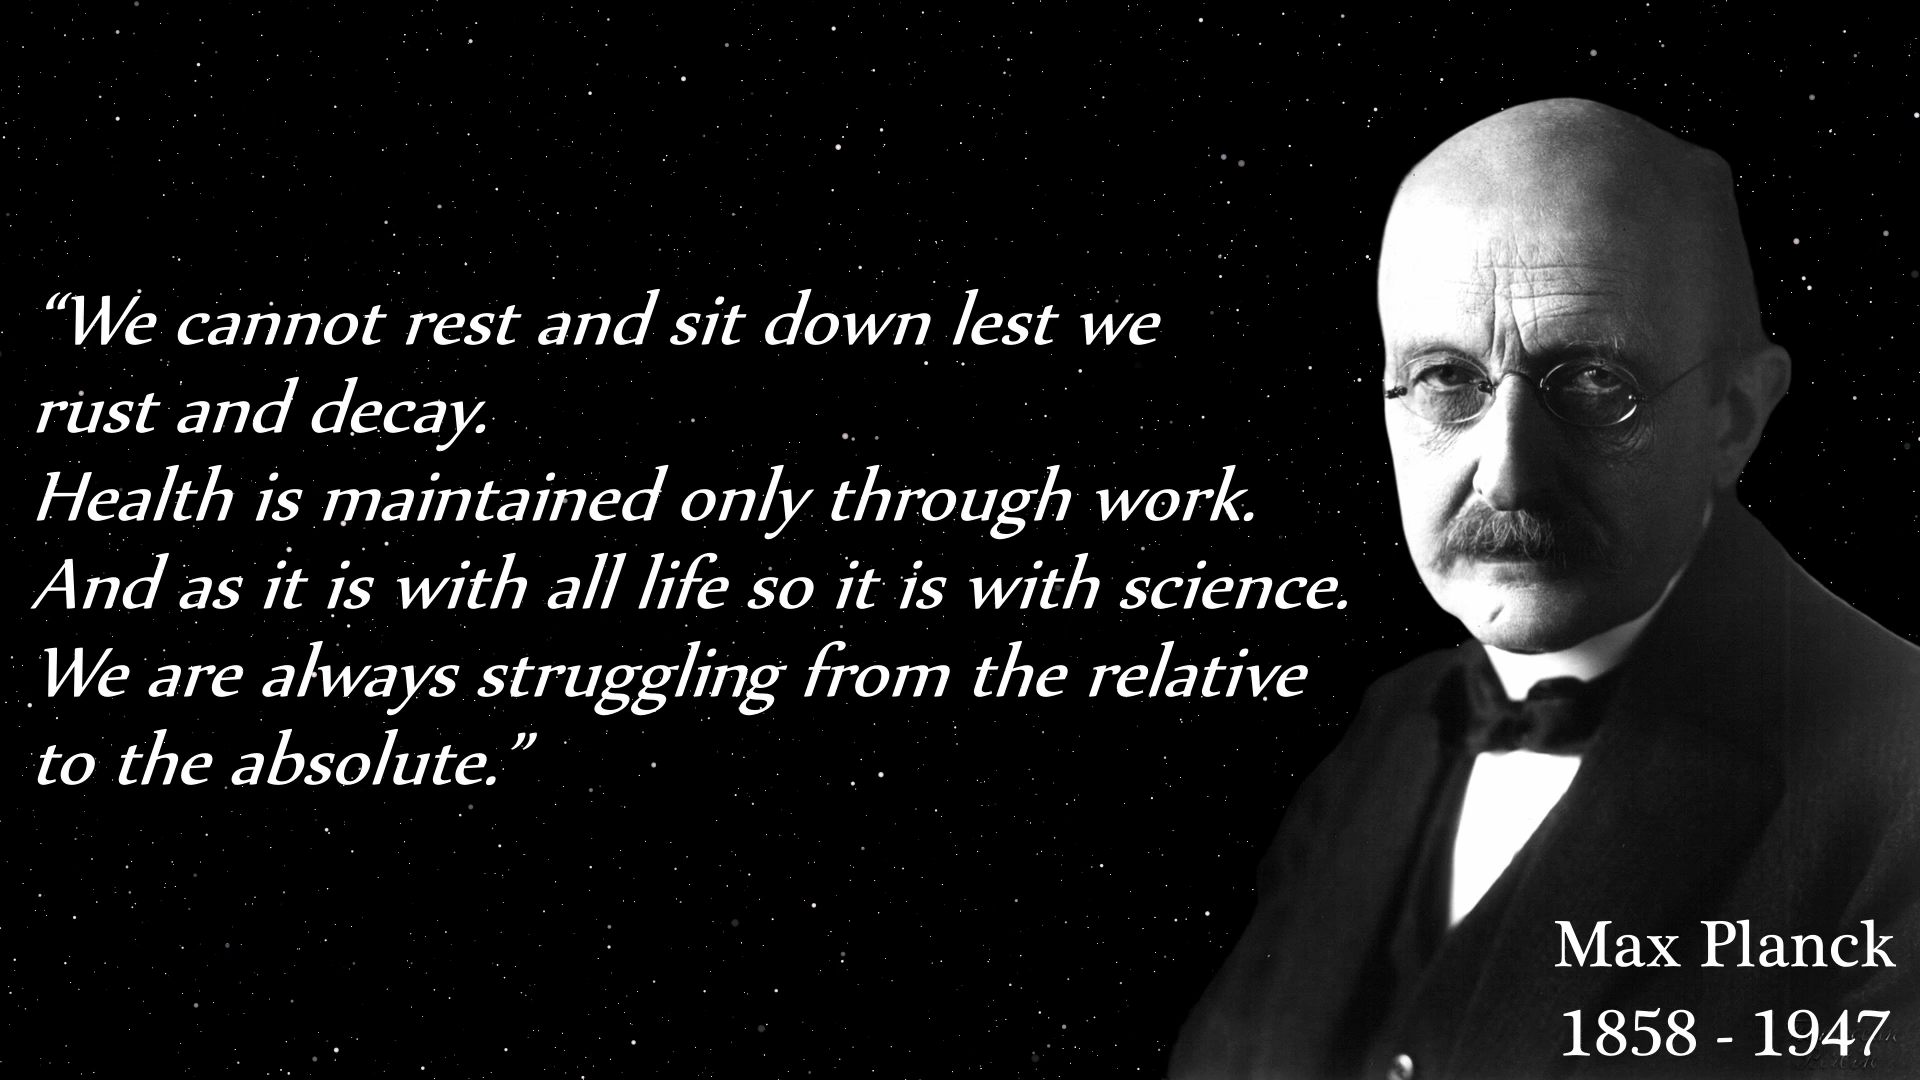 “We cannot rest and sit down lest we
rust and decay.
Health is maintained only through work.
And as it is with all life so it is with science.
We are always struggling from the relative
to the absolute.”
Max Planck
1858 - 1947